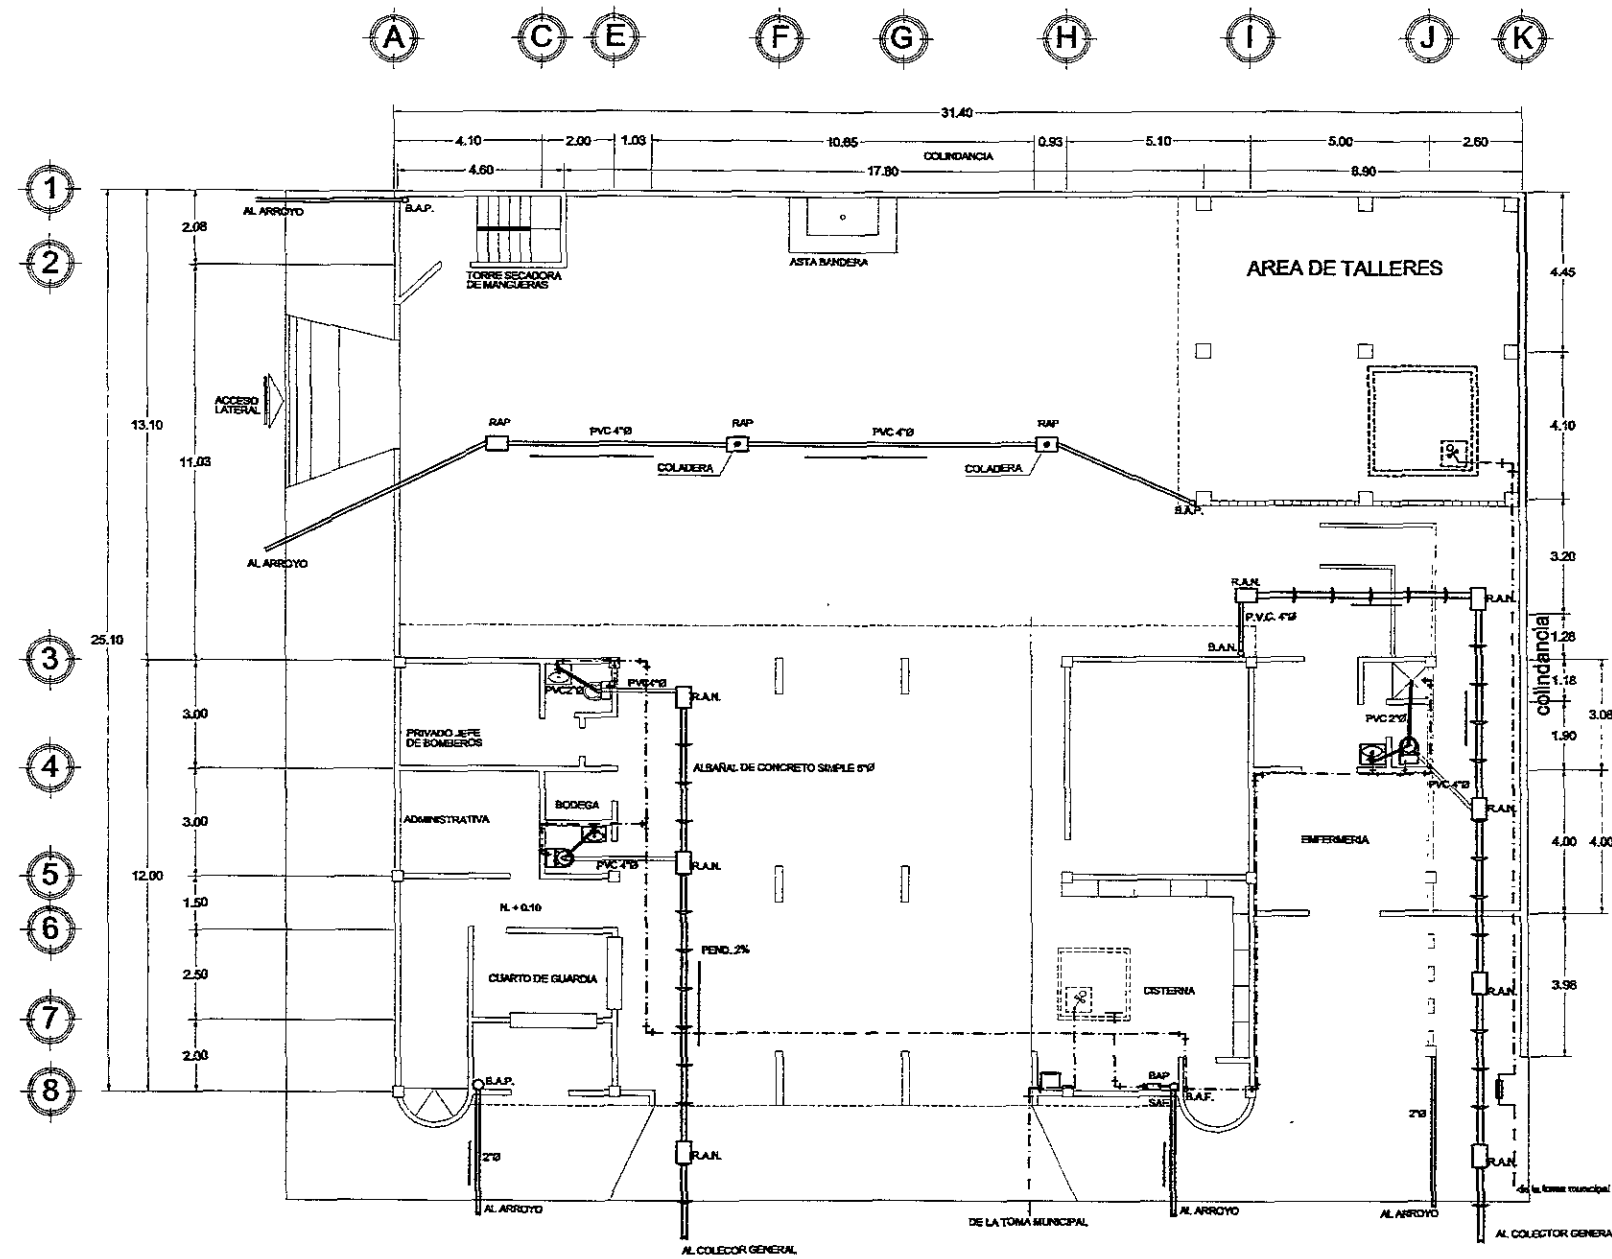 A C E F G H I J K
31.40
4.10 2.00 1.03 10.85 0.93 5.10 5.00 2.60
COLINDANCIA
4.60 17.80 8.90
1
AL ARROYO
B.A.P.
2.08
2
TORRE SECADORA
DE MANGUERAS
ASTA BANDERA
AREA DE TALLERES
4.45
ACCESO
LATERAL
13.10
11.03
RAP
PVC 4"Ø
RAP
PVC 4"Ø
RAP
COLADERA
COLADERA
4.10
B.A.P.
AL ARROYO
3.20
R.A.N.
R.A.N.
P.V.C. 4"Ø
B.A.N.
colindancia
1.28
25.10
3
PVC2"Ø
PVC4"Ø
R.A.N.
1.18
3.08
3.00
PRIVADO JEFE
DE BOMBEROS
PVC 2"Ø
1.90
4
ALBAÑAL DE CONCRETO SIMPLE 6"Ø
PVC 4"Ø
R.A.N.
BODEGA
3.00
ADMINISTRATIVA
ENFERMERIA
4.00 4.00
PVC 4"Ø
R.A.N.
5
12.00
1.50
N. + 0.10
6
PEND. 2%
2.50
CUARTO DE GUARDIA
CISTERNA
R.A.N.
3.98
7
2.00
8
B.A.P.
BAP
SAF
B.A.F.
2"Ø
2"Ø
R.A.N.
R.A.N.
de la toma municipal
AL ARROYO
DE LA TOMA MUNICIPAL
AL ARROYO
AL ARROYO
AL COLECOR GENERAL
AL COLECTOR GENERA